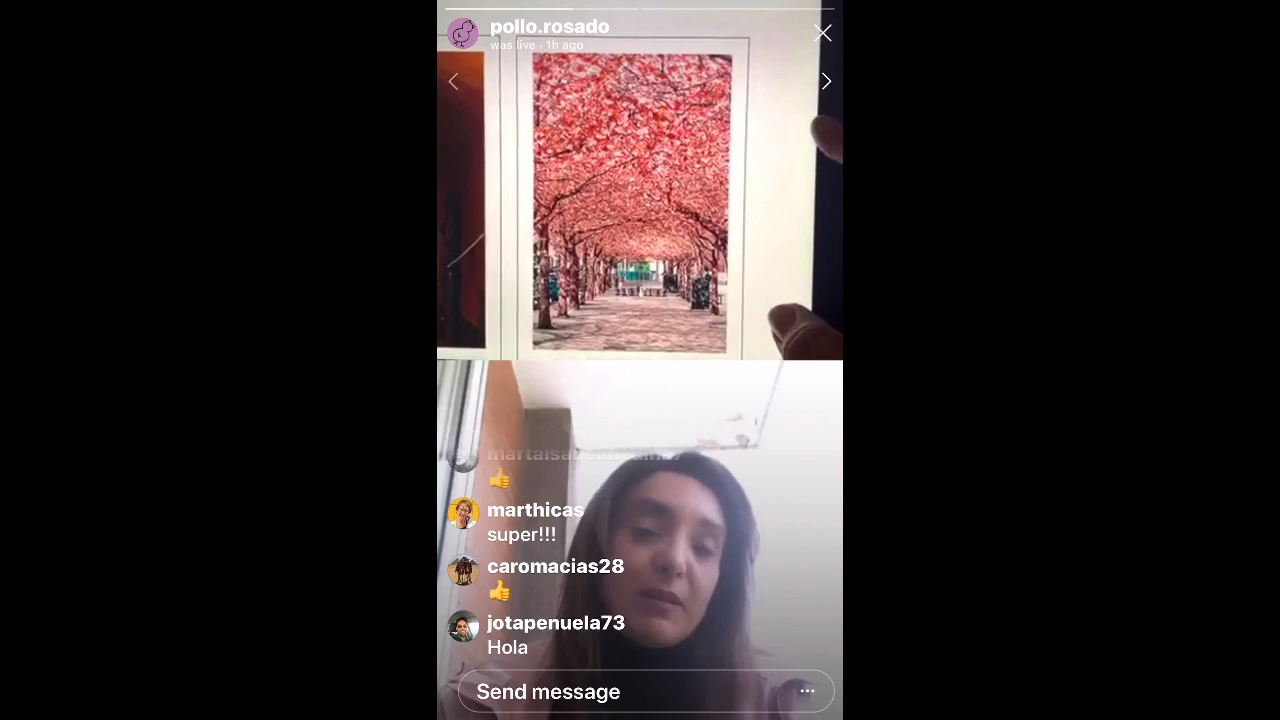 pollo.rosado
was live · 1h ago
marthicas
super!!!
caromacias28
jotapenuela73
Hola
Send message